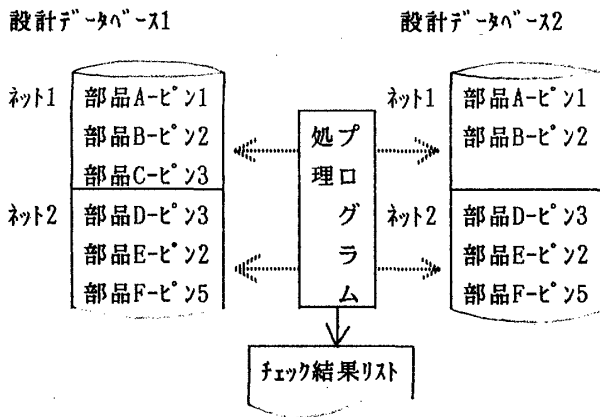 設計データベース1
設計データベース2
ネット1
部品A-ピン1
部品B-ピン2
部品C-ピン3
ネット2
部品D-ピン3
部品E-ピン2
部品F-ピン5
処理プログラム
ネット1
部品A-ピン1
部品B-ピン2
ネット2
部品D-ピン3
部品E-ピン2
部品F-ピン5
チェック結果リスト